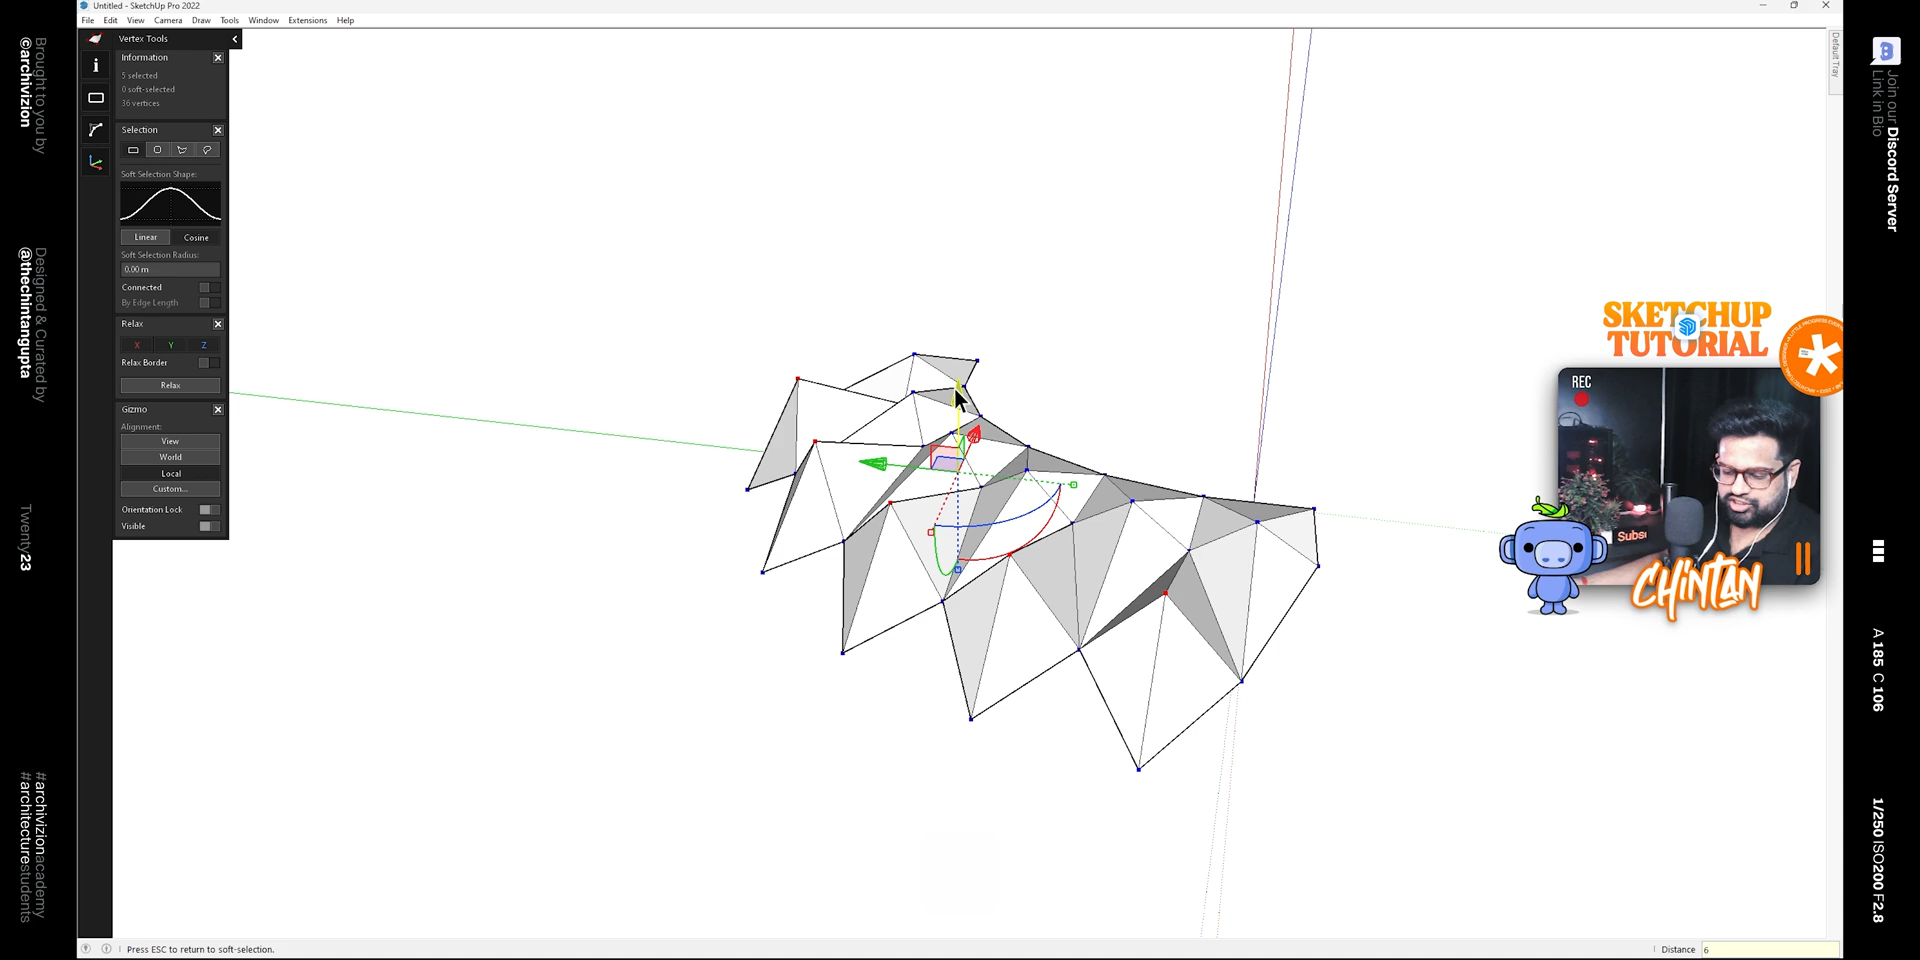 Untitled - SketchUp Pro 2022
File Edit View Camera Draw Tools Window Extensions Help
Vertex Tools
Information
5 selected
0 soft-selected
36 vertices
Selection
Soft Selection Shape:
Linear Cosine
Soft Selection Radius:
0.00 m
Connected
By Edge Length
Relax
X Y Z
Relax Border
Relax
Gizmo
Alignment:
View
World
Local
Custom...
Orientation Lock
Visible
Press ESC to return to soft-selection.
Distance 6
Default Tray
Brought to you by
@archivizion
Designed & Curated by
@thechintangupta
Twenty23
#archivizionacademy
#architecturestudents
Join our Discord Server
Link in Bio
SKETCHUP
TUTORIAL
REC
Subs
CHINTAN
A 185 C 106
1/250 ISO200 F2.8